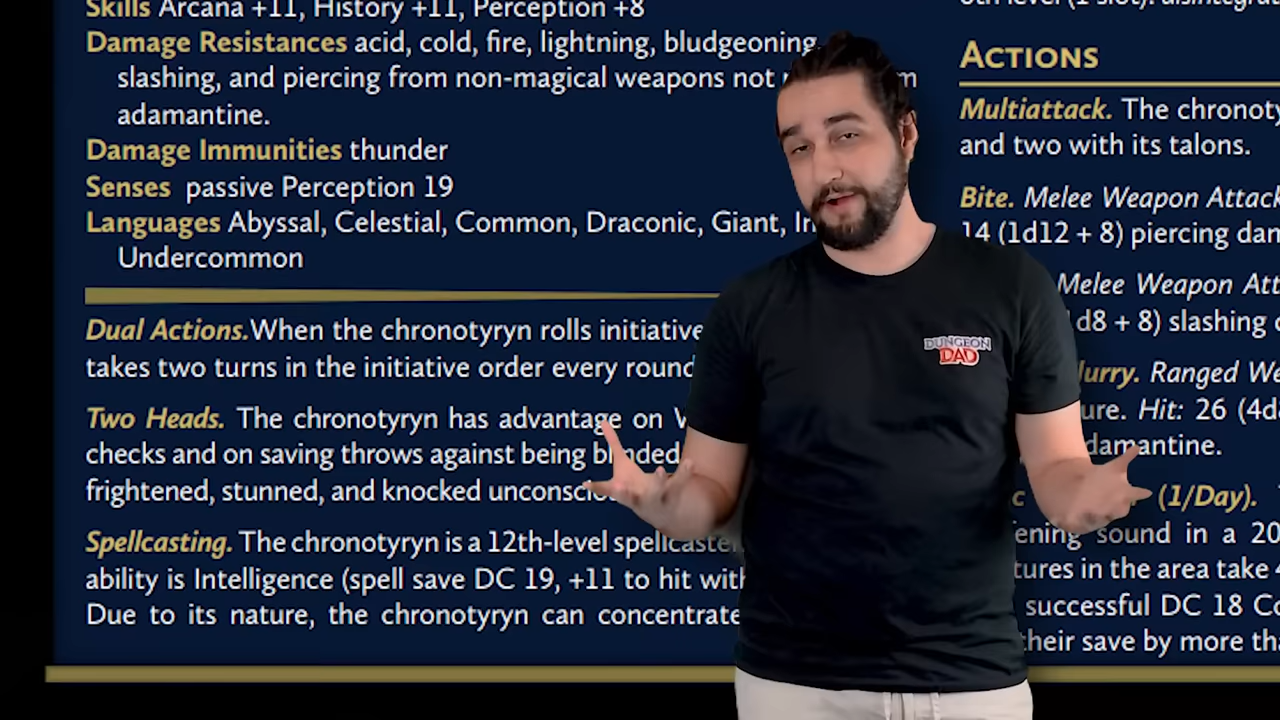 Skills Arcana +11, History +11, Perception +8
Damage Resistances acid, cold, fire, lightning, bludgeoning,
slashing, and piercing from non-magical weapons not
adamantine.
Damage Immunities thunder
Senses passive Perception 19
Languages Abyssal, Celestial, Common, Draconic, Giant,
Undercommon
Dual Actions.When the chronotyryn rolls initiative
takes two turns in the initiative order every round
Two Heads. The chronotyryn has advantage on
checks and on saving throws against being blinded
frightened, stunned, and knocked
Spellcasting. The chronotyryn is a 12th-level spellcaster
ability is Intelligence (spell save DC 19, +11 to hit with
Due to its nature, the chronotyryn can concentrate
(1 slot):
ACTIONS
Multiattack. The
and two with its talons.
Bite. Melee Weapon Attack
14 (1d12 + 8) piercing
Melee Weapon
+ 8) slashing
Ranged
Hit: 26
adamantine.
(1/Day).
sound in a 20
in the area take
successful DC 18
their save by more
DUNGEON
DAD